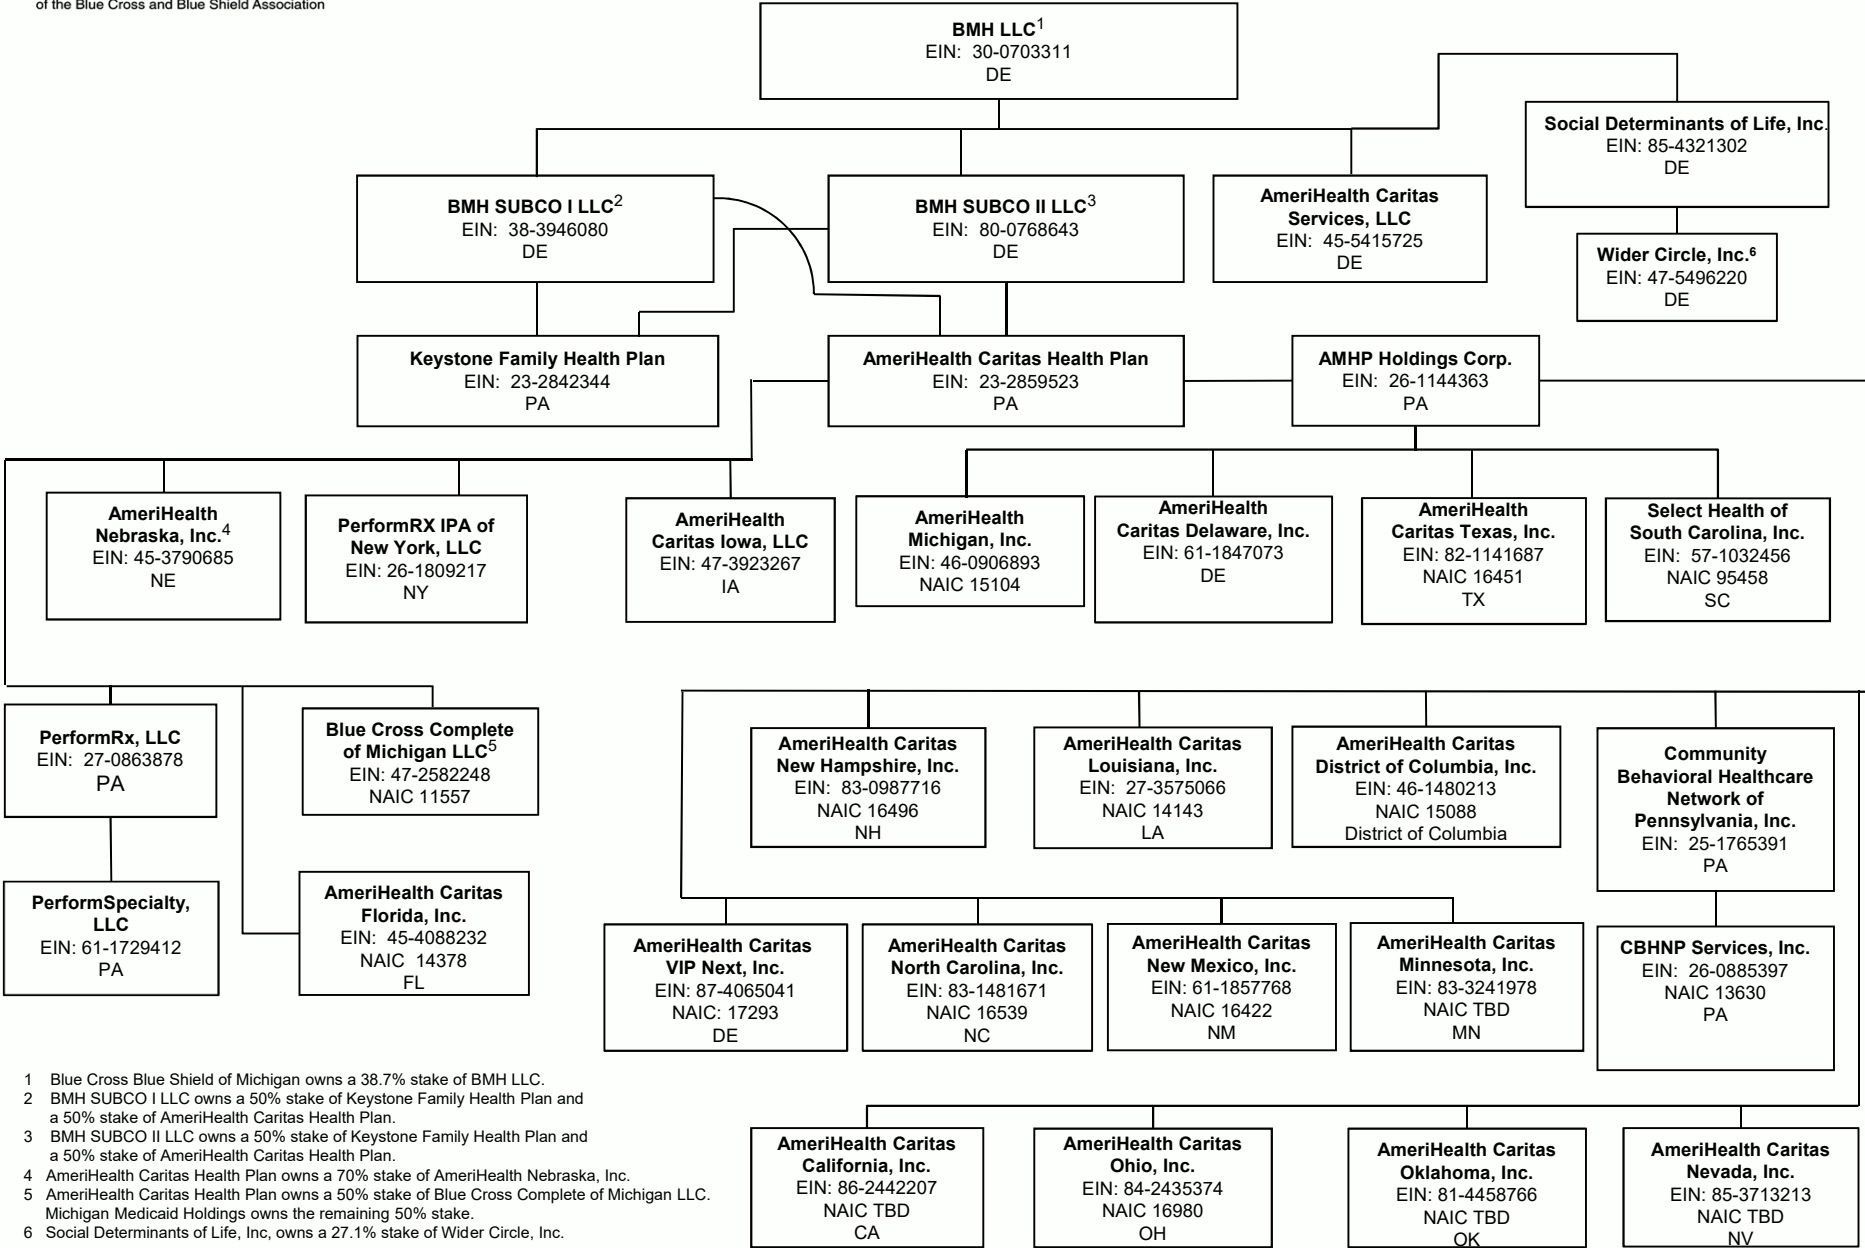 of the Blue Cross and Blue Shield Association
BMH LLC1
EIN: 30-0703311
DE
Social Determinants of Life, Inc.
EIN: 85-4321302
DE
BMH SUBCO I LLC2
EIN: 38-3946080
DE
BMH SUBCO II LLC3
EIN: 80-0768643
DE
AmeriHealth Caritas
Services, LLC
EIN: 45-5415725
DE
Wider Circle, Inc.6
EIN: 47-5496220
DE
Keystone Family Health Plan
EIN: 23-2842344
PA
AmeriHealth Caritas Health Plan
EIN: 23-2859523
PA
AMHP Holdings Corp.
EIN: 26-1144363
PA
AmeriHealth
Nebraska, Inc.4
EIN: 45-3790685
NE
PerformRX IPA of
New York, LLC
EIN: 26-1809217
NY
AmeriHealth
Caritas Iowa, LLC
EIN: 47-3923267
IA
AmeriHealth
Michigan, Inc.
EIN: 46-0906893
NAIC 15104
AmeriHealth
Caritas Delaware, Inc.
EIN: 61-1847073
DE
AmeriHealth
Caritas Texas, Inc.
EIN: 82-1141687
NAIC 16451
TX
Select Health of
South Carolina, Inc.
EIN: 57-1032456
NAIC 95458
SC
PerformRx, LLC
EIN: 27-0863878
PA
Blue Cross Complete
of Michigan LLC5
EIN: 47-2582248
NAIC 11557
AmeriHealth Caritas
New Hampshire, Inc.
EIN: 83-0987716
NAIC 16496
NH
AmeriHealth Caritas
Louisiana, Inc.
EIN: 27-3575066
NAIC 14143
LA
AmeriHealth Caritas
District of Columbia, Inc.
EIN: 46-1480213
NAIC 15088
District of Columbia
Community
Behavioral Healthcare
Network of
Pennsylvania, Inc.
EIN: 25-1765391
PA
PerformSpecialty,
LLC
EIN: 61-1729412
PA
AmeriHealth Caritas
Florida, Inc.
EIN: 45-4088232
NAIC 14378
FL
AmeriHealth Caritas
VIP Next, Inc.
EIN: 87-4065041
NAIC: 17293
DE
AmeriHealth Caritas
North Carolina, Inc.
EIN: 83-1481671
NAIC 16539
NC
AmeriHealth Caritas
New Mexico, Inc.
EIN: 61-1857768
NAIC 16422
NM
AmeriHealth Caritas
Minnesota, Inc.
EIN: 83-3241978
NAIC TBD
MN
CBHNP Services, Inc.
EIN: 26-0885397
NAIC 13630
PA
1 Blue Cross Blue Shield of Michigan owns a 38.7% stake of BMH LLC.
2 BMH SUBCO I LLC owns a 50% stake of Keystone Family Health Plan and
a 50% stake of AmeriHealth Caritas Health Plan.
3 BMH SUBCO II LLC owns a 50% stake of Keystone Family Health Plan and
a 50% stake of AmeriHealth Caritas Health Plan.
4 AmeriHealth Caritas Health Plan owns a 70% stake of AmeriHealth Nebraska, Inc.
5 AmeriHealth Caritas Health Plan owns a 50% stake of Blue Cross Complete of Michigan LLC.
Michigan Medicaid Holdings owns the remaining 50% stake.
6 Social Determinants of Life, Inc, owns a 27.1% stake of Wider Circle, Inc.
AmeriHealth Caritas
California, Inc.
EIN: 86-2442207
NAIC TBD
CA
AmeriHealth Caritas
Ohio, Inc.
EIN: 84-2435374
NAIC 16980
OH
AmeriHealth Caritas
Oklahoma, Inc.
EIN: 81-4458766
NAIC TBD
OK
AmeriHealth Caritas
Nevada, Inc.
EIN: 85-3713213
NAIC TBD
NV